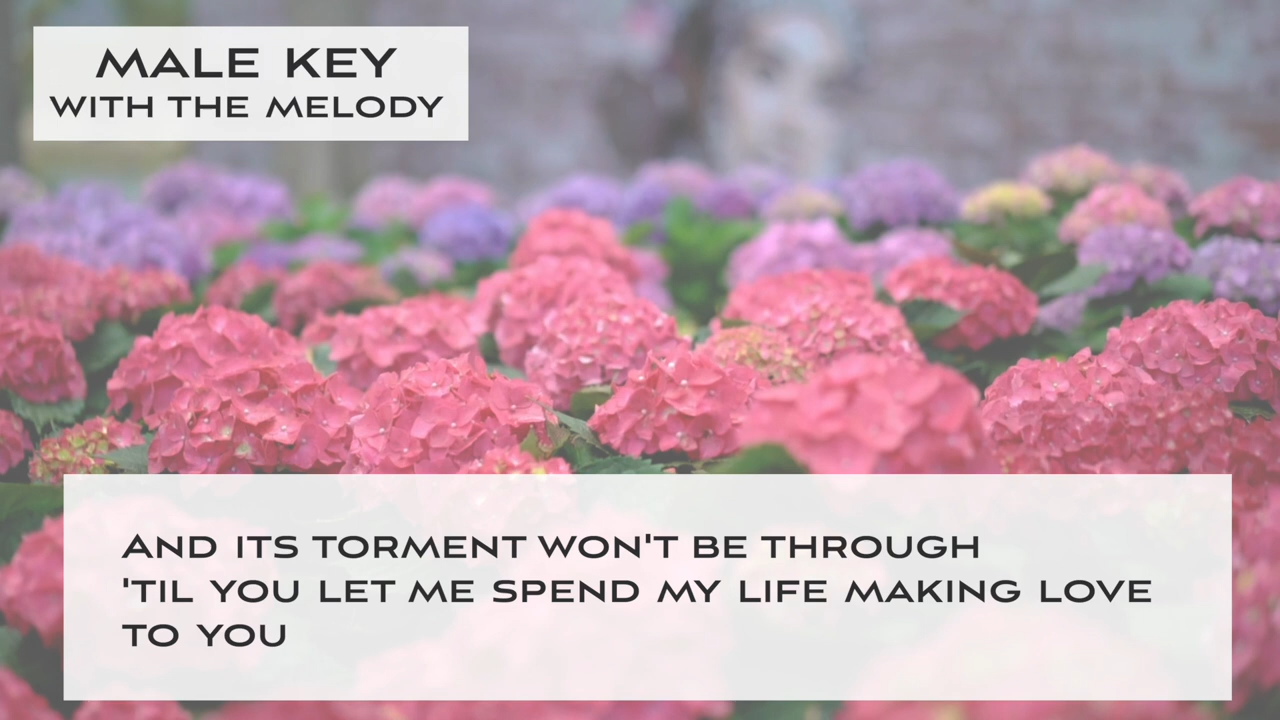 MALE KEY
WITH THE MELODY
AND ITS TORMENT WON'T BE THROUGH
'TIL YOU LET ME SPEND MY LIFE MAKING LOVE
TO YOU